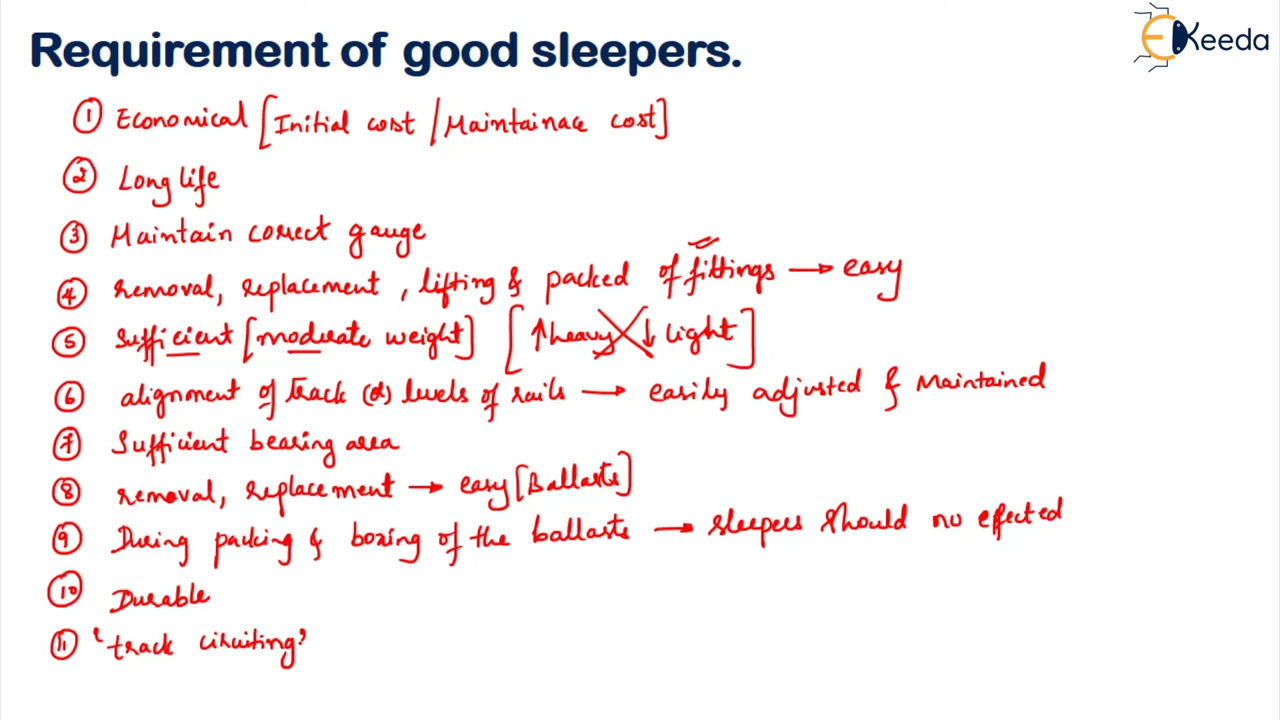 Requirement of good sleepers.
EKeeda
① Economical [Initial cost / Maintainace cost]
② Long life
③ Maintain correct gauge
④ removal, replacement, lifting & packed of fittings → easy
⑤ Sufficient [moderate weight] [↑heavy ↓ light]
⑥ alignment of Track (or) levels of rails → easily adjusted & Maintained
⑦ Sufficient bearing area
⑧ removal, replacement → easy [Ballasts]
⑨ During packing & boxing of the ballasts → sleepers should no effected
⑩ Durable
⑪ 'track circuiting'